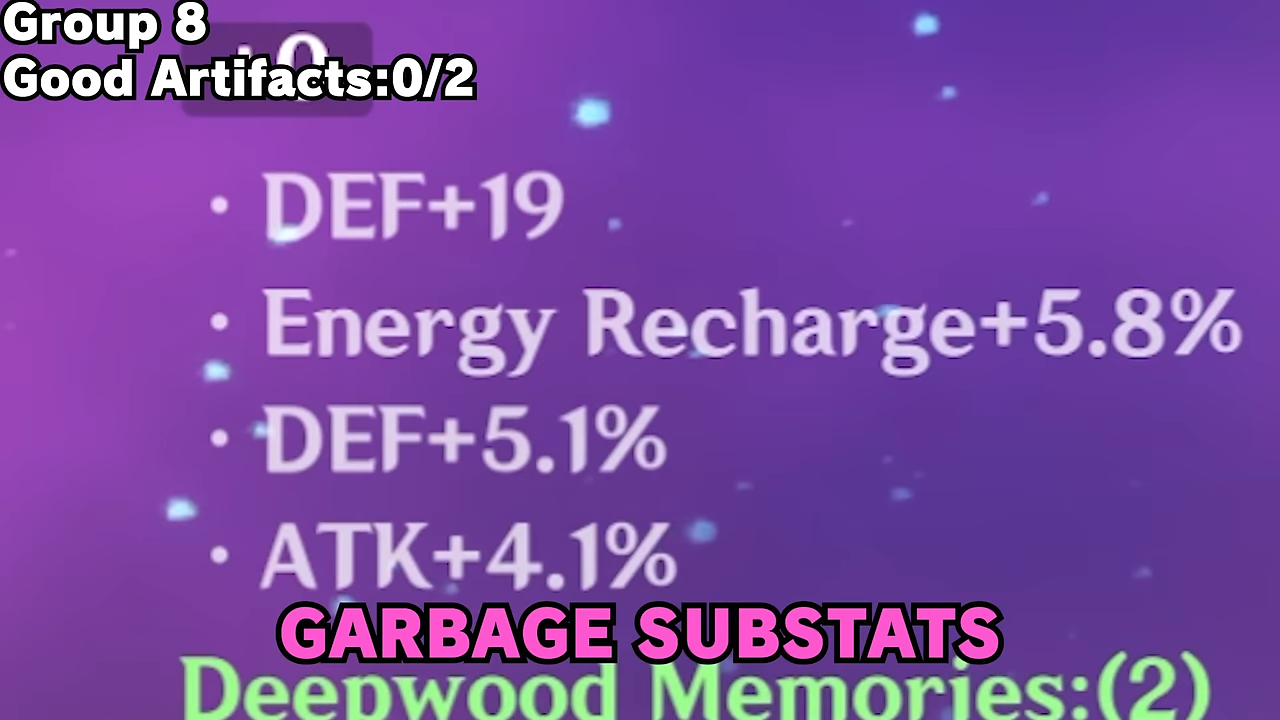 Group 8
+0
Good Artifacts:0/2
· DEF+19
· Energy Recharge+5.8%
· DEF+5.1%
· ATK+4.1%
GARBAGE SUBSTATS
Deepwood Memories:(2)